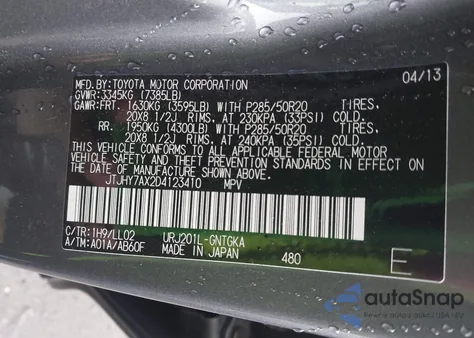 MFD.BY:TOYOTA MOTOR CORPORATION 04/13
GVWR:3345KG (7385LB)
GAWR:FRT. 1630KG (3595LB) WITH P285/50R20 TIRES,
20X8 1/2J RIMS, AT 230KPA (33PSI) COLD
RR. 1950KG (4300LB) WITH P285/50R20 TIRES,
20X8 1/2J RIMS, AT 240KPA (35PSI) COLD
THIS VEHICLE CONFORMS TO ALL APPLICABLE FEDERAL MOTOR
VEHICLE SAFETY AND THEFT PREVENTION STANDARDS IN EFFECT
ON THE DATE OF MANUFACTURE SHOWN ABOVE.
JTJHY7AX2D4123410 MPV
C/TR:1H9/LL02 URJ201L-GNTGKA
A/TM:A01A/AB60F MADE IN JAPAN 480 E
autoSnap